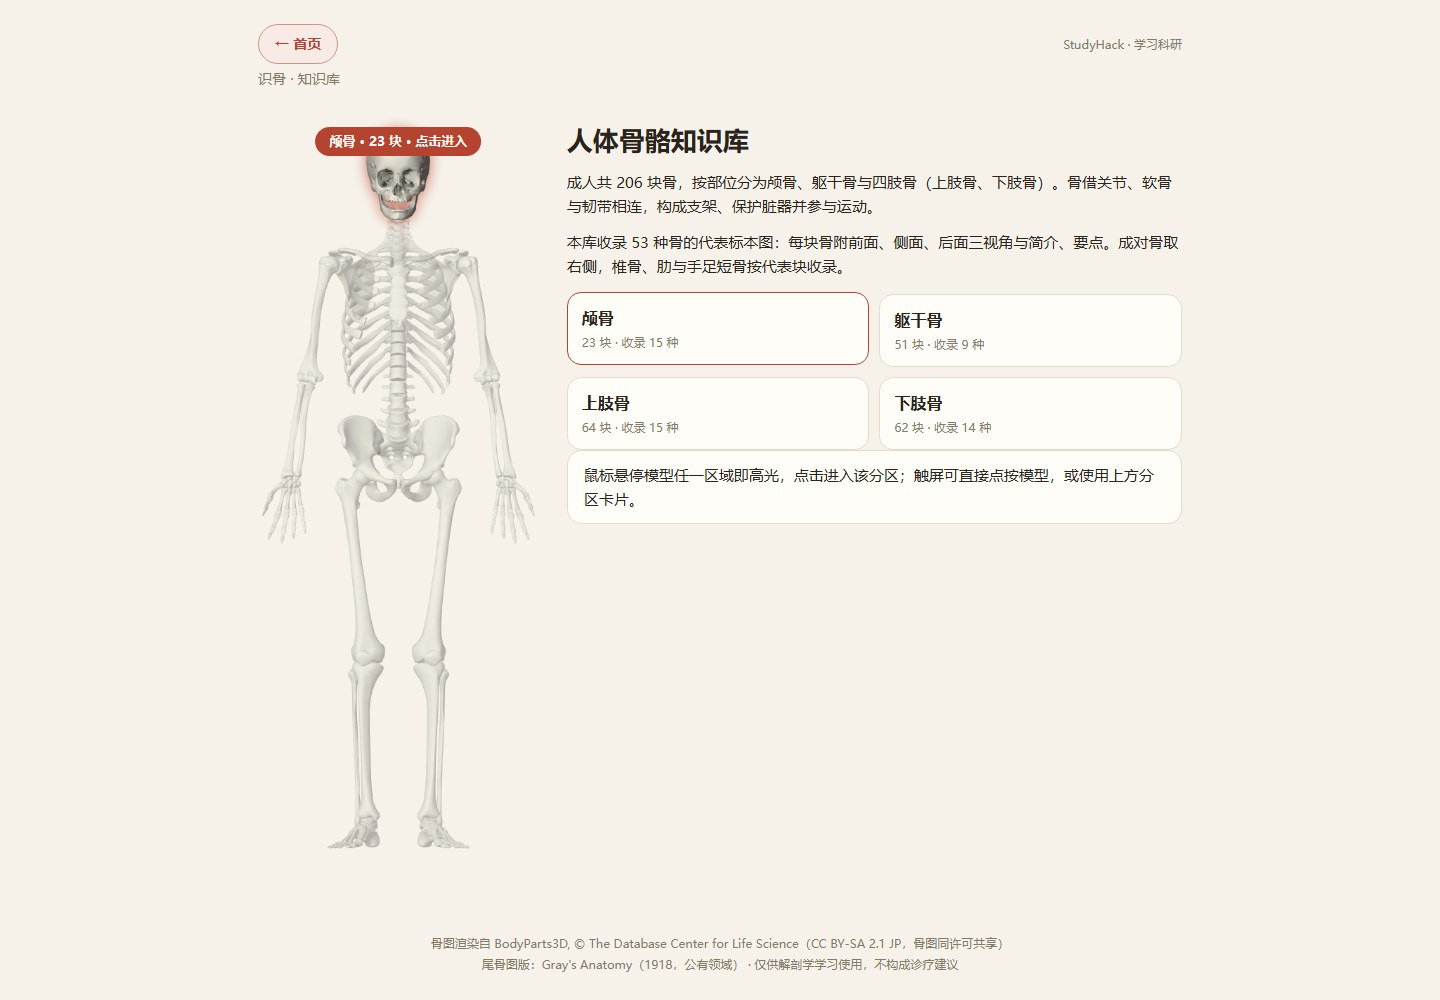 ← 首页
StudyHack · 学习科研
识骨 · 知识库
颅骨 • 23 块 • 点击进入
人体骨骼知识库
成人共 206 块骨，按部位分为颅骨、躯干骨与四肢骨（上肢骨、下肢骨）。骨借关节、软骨
与韧带相连，构成支架、保护脏器并参与运动。
本库收录 53 种骨的代表标本图：每块骨附前面、侧面、后面三视角与简介、要点。成对骨取
右侧，椎骨、肋与手足短骨按代表块收录。
颅骨
23 块 · 收录 15 种
躯干骨
51 块 · 收录 9 种
上肢骨
64 块 · 收录 15 种
下肢骨
62 块 · 收录 14 种
鼠标悬停模型任一区域即高光，点击进入该分区；触屏可直接点按模型，或使用上方分
区卡片。
骨图渲染自 BodyParts3D, © The Database Center for Life Science（CC BY-SA 2.1 JP，骨图同许可共享）
尾骨图版：Gray's Anatomy（1918，公有领域） · 仅供解剖学学习使用，不构成诊疗建议